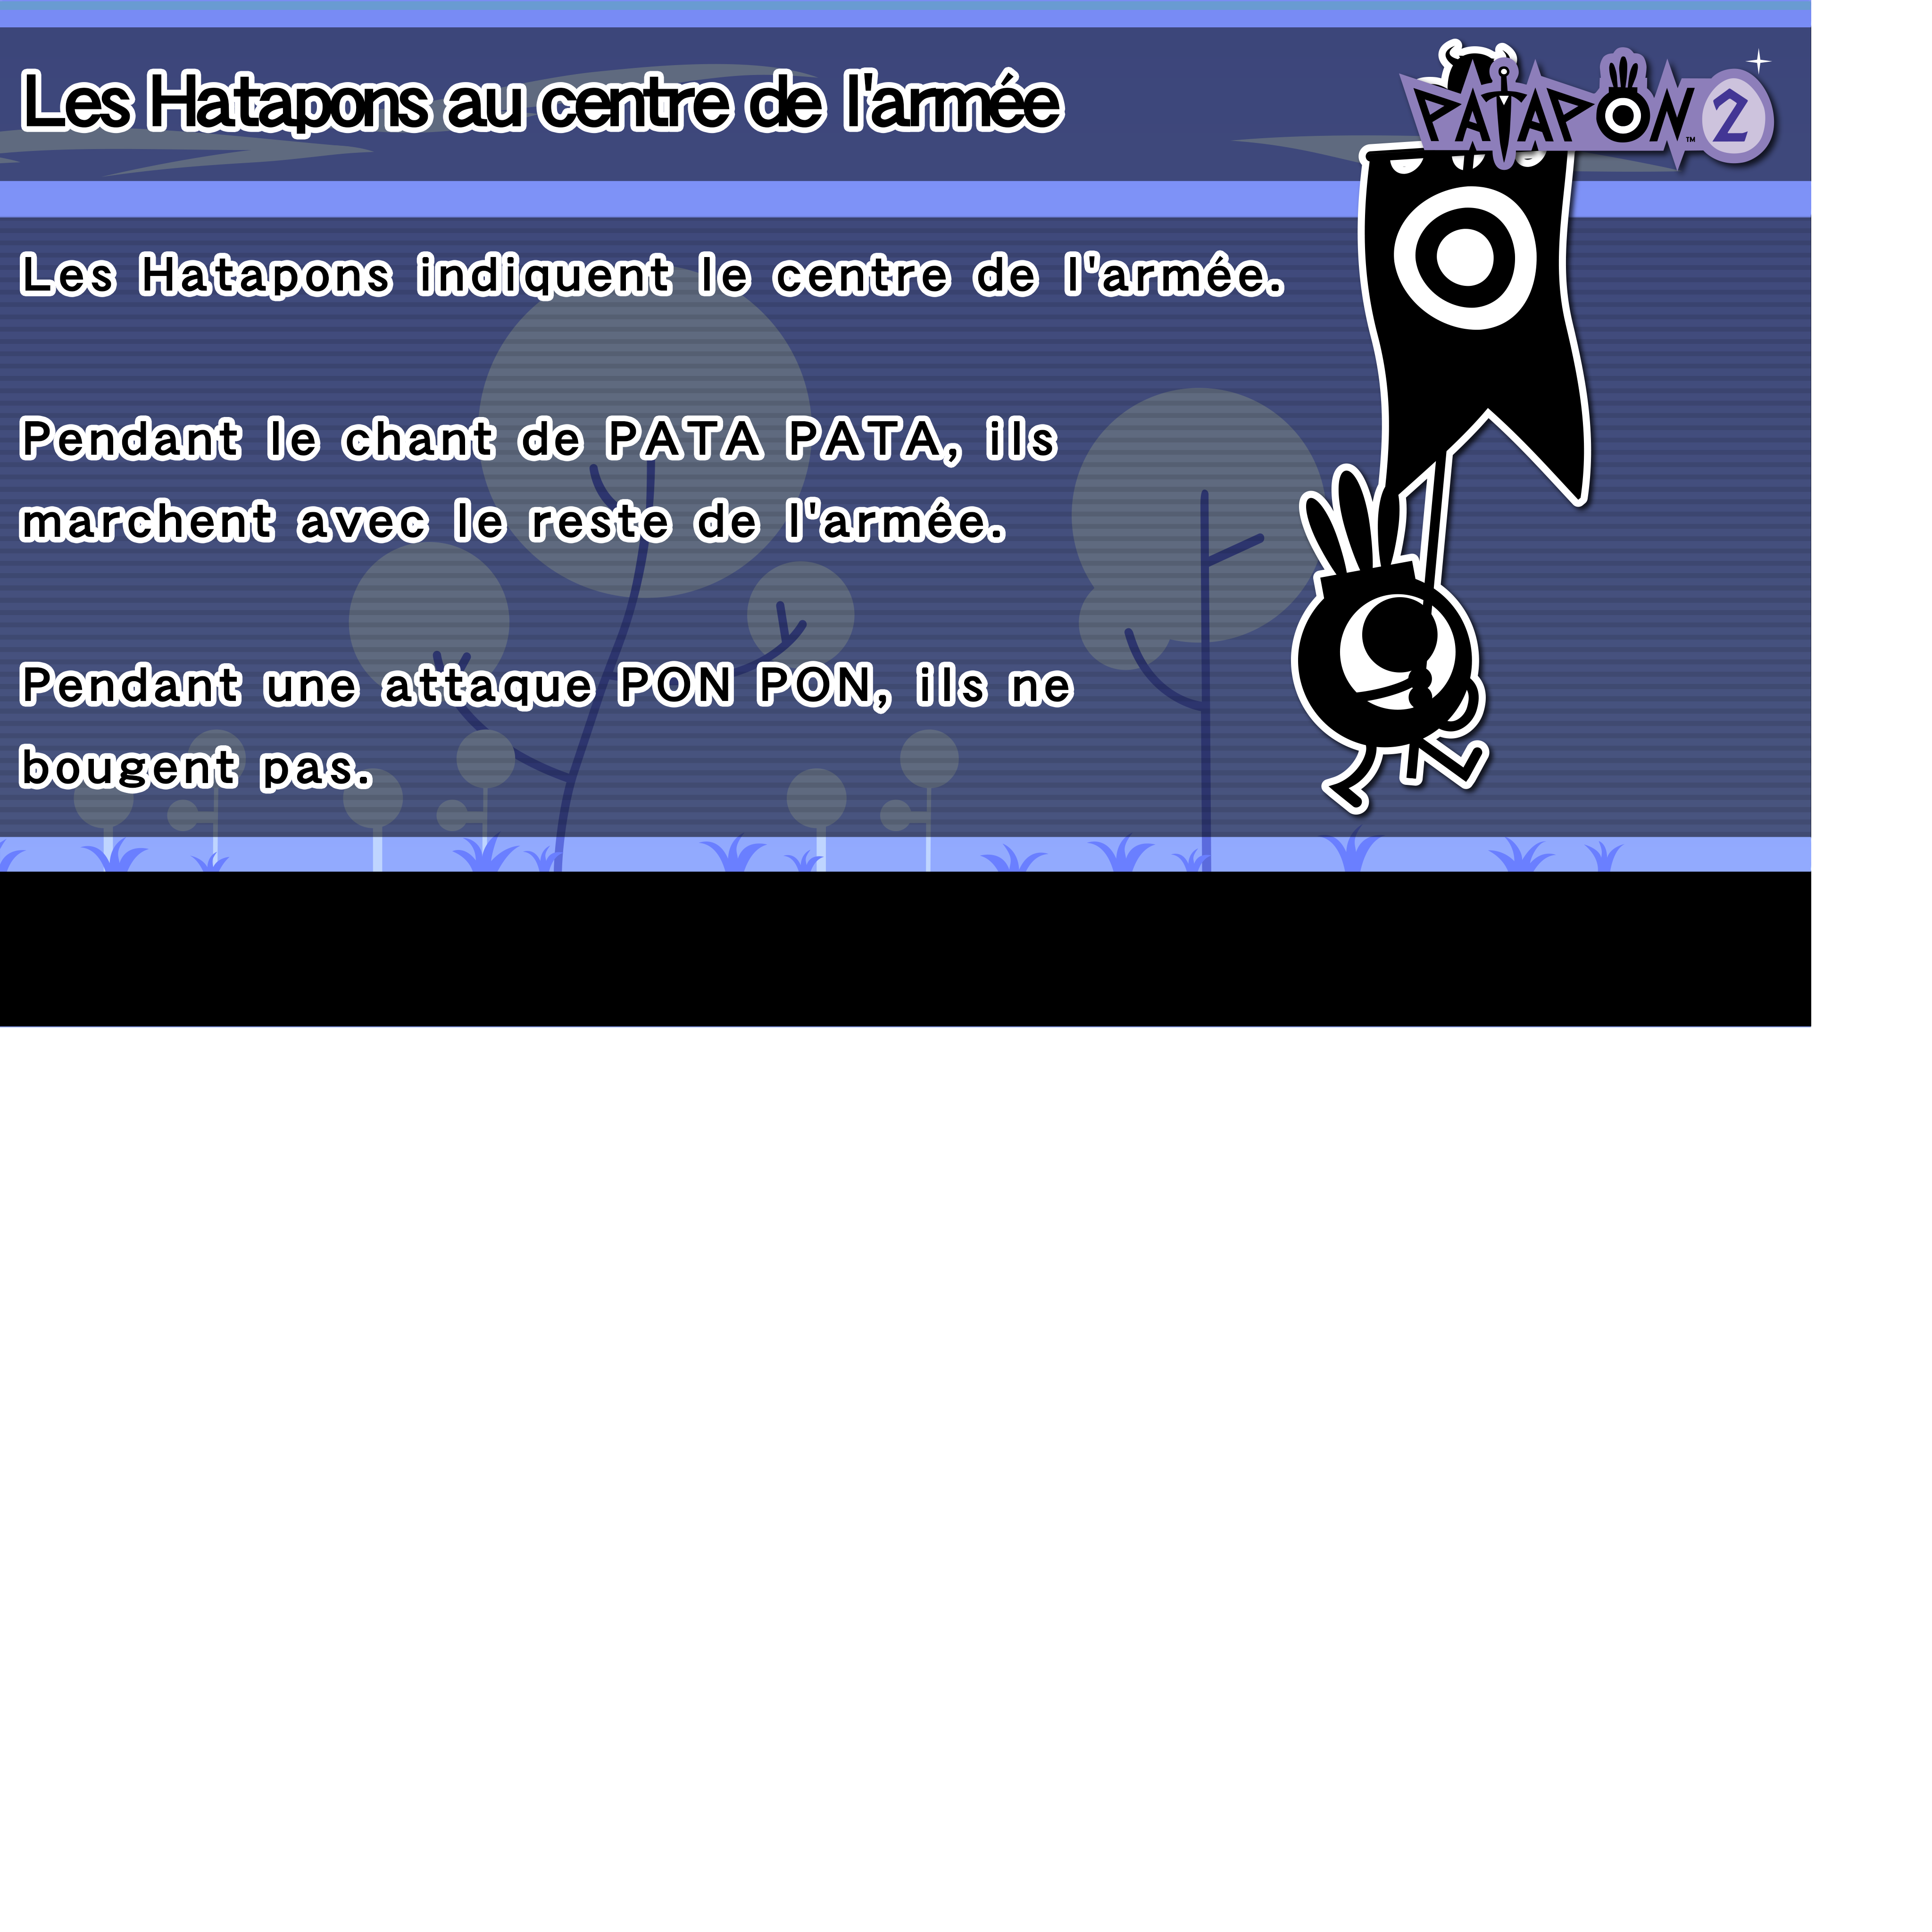 Les Hatapons au centre de l'armée
PATAPON™ 2
Les Hatapons indiquent le centre de l'armée.
Pendant le chant de PATA PATA, ils
marchent avec le reste de l'armée.
Pendant une attaque PON PON, ils ne
bougent pas.